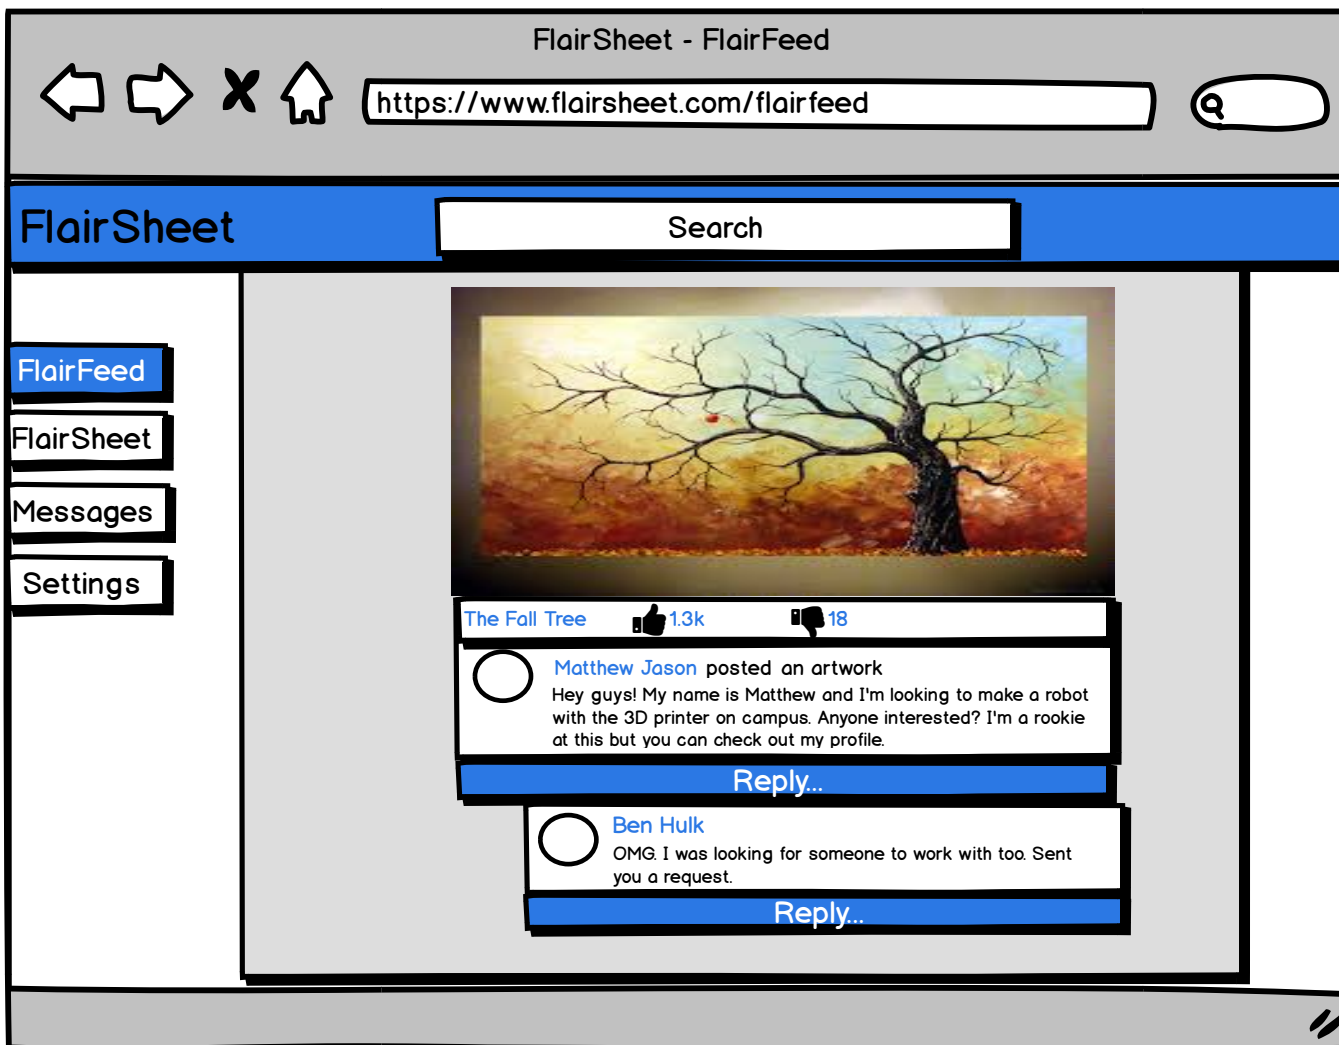 FlairSheet - FlairFeed
https://www.flairsheet.com/flairfeed
FlairSheet
Search
FlairFeed
FlairSheet
Messages
Settings
The Fall Tree 1.3k 18
Matthew Jason posted an artwork
Hey guys! My name is Matthew and I'm looking to make a robot
with the 3D printer on campus. Anyone interested? I'm a rookie
at this but you can check out my profile.
Reply...
Ben Hulk
OMG. I was looking for someone to work with too. Sent
you a request.
Reply...